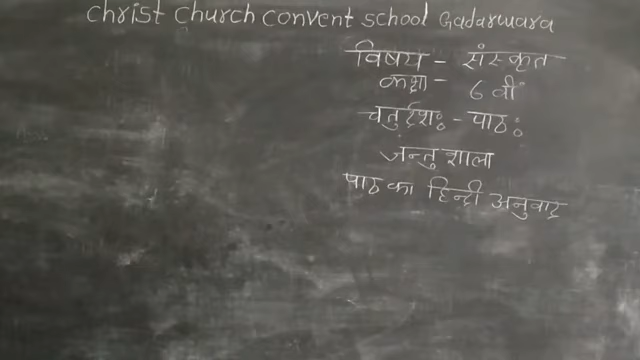 Christ Church convent school Gadarwara
विषय - संस्कृत
कक्षा - 6 वीं
चतुर्दशः - पाठः
जन्तु शाला
पाठ का हिन्दी अनुवाद